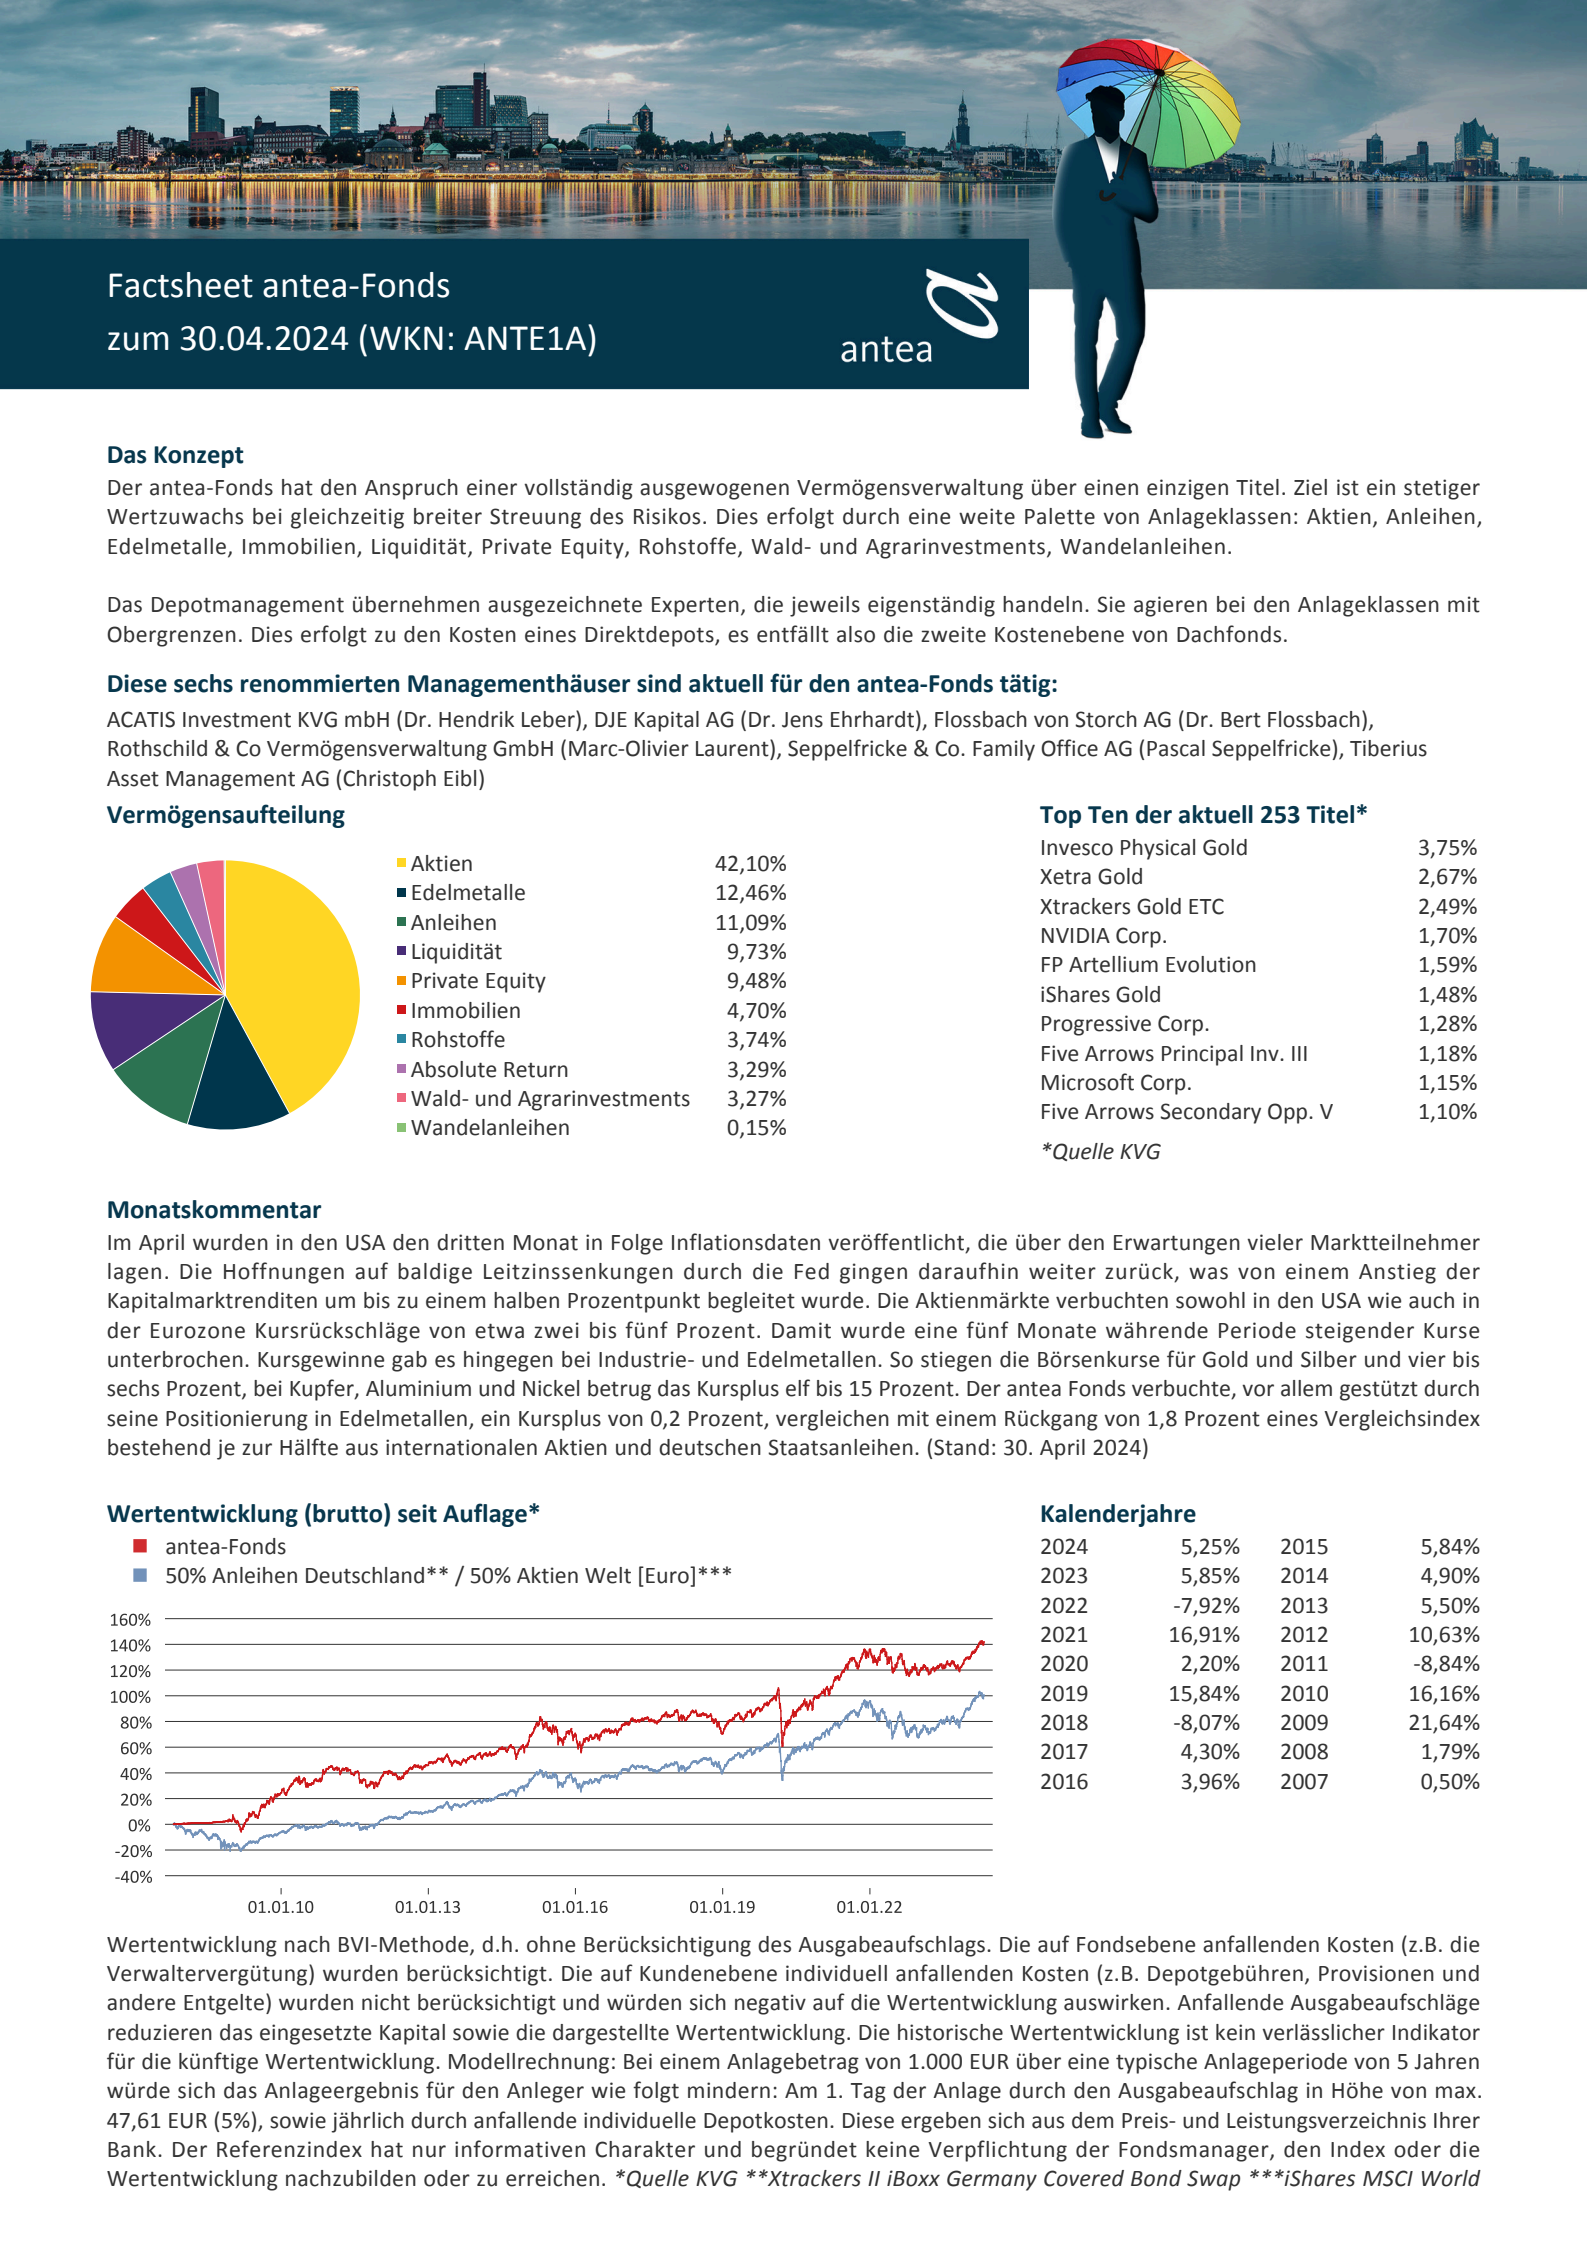 Factsheet antea-Fonds
zum 30.04.2024 (WKN: ANTE1A)
antea
Das Konzept
Der antea-Fonds hat den Anspruch einer vollständig ausgewogenen Vermögensverwaltung über einen einzigen Titel. Ziel ist ein stetiger
Wertzuwachs bei gleichzeitig breiter Streuung des Risikos. Dies erfolgt durch eine weite Palette von Anlageklassen: Aktien, Anleihen,
Edelmetalle, Immobilien, Liquidität, Private Equity, Rohstoffe, Wald- und Agrarinvestments, Wandelanleihen.
Das Depotmanagement übernehmen ausgezeichnete Experten, die jeweils eigenständig handeln. Sie agieren bei den Anlageklassen mit
Obergrenzen. Dies erfolgt zu den Kosten eines Direktdepots, es entfällt also die zweite Kostenebene von Dachfonds.
Diese sechs renommierten Managementhäuser sind aktuell für den antea-Fonds tätig:
ACATIS Investment KVG mbH (Dr. Hendrik Leber), DJE Kapital AG (Dr. Jens Ehrhardt), Flossbach von Storch AG (Dr. Bert Flossbach),
Rothschild & Co Vermögensverwaltung GmbH (Marc-Olivier Laurent), Seppelfricke & Co. Family Office AG (Pascal Seppelfricke), Tiberius
Asset Management AG (Christoph Eibl)
Vermögensaufteilung
Aktien 42,10%
Edelmetalle 12,46%
Anleihen 11,09%
Liquidität 9,73%
Private Equity 9,48%
Immobilien 4,70%
Rohstoffe 3,74%
Absolute Return 3,29%
Wald- und Agrarinvestments 3,27%
Wandelanleihen 0,15%
Top Ten der aktuell 253 Titel*
Invesco Physical Gold 3,75%
Xetra Gold 2,67%
Xtrackers Gold ETC 2,49%
NVIDIA Corp. 1,70%
FP Artellium Evolution 1,59%
iShares Gold 1,48%
Progressive Corp. 1,28%
Five Arrows Principal Inv. III 1,18%
Microsoft Corp. 1,15%
Five Arrows Secondary Opp. V 1,10%
*Quelle KVG
Monatskommentar
Im April wurden in den USA den dritten Monat in Folge Inflationsdaten veröffentlicht, die über den Erwartungen vieler Marktteilnehmer
lagen. Die Hoffnungen auf baldige Leitzinssenkungen durch die Fed gingen daraufhin weiter zurück, was von einem Anstieg der
Kapitalmarktrenditen um bis zu einem halben Prozentpunkt begleitet wurde. Die Aktienmärkte verbuchten sowohl in den USA wie auch in
der Eurozone Kursrückschläge von etwa zwei bis fünf Prozent. Damit wurde eine fünf Monate währende Periode steigender Kurse
unterbrochen. Kursgewinne gab es hingegen bei Industrie- und Edelmetallen. So stiegen die Börsenkurse für Gold und Silber und vier bis
sechs Prozent, bei Kupfer, Aluminium und Nickel betrug das Kursplus elf bis 15 Prozent. Der antea Fonds verbuchte, vor allem gestützt durch
seine Positionierung in Edelmetallen, ein Kursplus von 0,2 Prozent, vergleichen mit einem Rückgang von 1,8 Prozent eines Vergleichsindex
bestehend je zur Hälfte aus internationalen Aktien und deutschen Staatsanleihen. (Stand: 30. April 2024)
Wertentwicklung (brutto) seit Auflage*
antea-Fonds
50% Anleihen Deutschland** / 50% Aktien Welt [Euro]***
160%
140%
120%
100%
80%
60%
40%
20%
0%
-20%
-40%
01.01.10 01.01.13 01.01.16 01.01.19 01.01.22
Kalenderjahre
2024 5,25% 2015 5,84%
2023 5,85% 2014 4,90%
2022 -7,92% 2013 5,50%
2021 16,91% 2012 10,63%
2020 2,20% 2011 -8,84%
2019 15,84% 2010 16,16%
2018 -8,07% 2009 21,64%
2017 4,30% 2008 1,79%
2016 3,96% 2007 0,50%
Wertentwicklung nach BVI-Methode, d.h. ohne Berücksichtigung des Ausgabeaufschlags. Die auf Fondsebene anfallenden Kosten (z.B. die
Verwaltervergütung) wurden berücksichtigt. Die auf Kundenebene individuell anfallenden Kosten (z.B. Depotgebühren, Provisionen und
andere Entgelte) wurden nicht berücksichtigt und würden sich negativ auf die Wertentwicklung auswirken. Anfallende Ausgabeaufschläge
reduzieren das eingesetzte Kapital sowie die dargestellte Wertentwicklung. Die historische Wertentwicklung ist kein verlässlicher Indikator
für die künftige Wertentwicklung. Modellrechnung: Bei einem Anlagebetrag von 1.000 EUR über eine typische Anlageperiode von 5 Jahren
würde sich das Anlageergebnis für den Anleger wie folgt mindern: Am 1. Tag der Anlage durch den Ausgabeaufschlag in Höhe von max.
47,61 EUR (5%), sowie jährlich durch anfallende individuelle Depotkosten. Diese ergeben sich aus dem Preis- und Leistungsverzeichnis Ihrer
Bank. Der Referenzindex hat nur informativen Charakter und begründet keine Verpflichtung der Fondsmanager, den Index oder die
Wertentwicklung nachzubilden oder zu erreichen. *Quelle KVG **Xtrackers II iBoxx Germany Covered Bond Swap ***iShares MSCI World